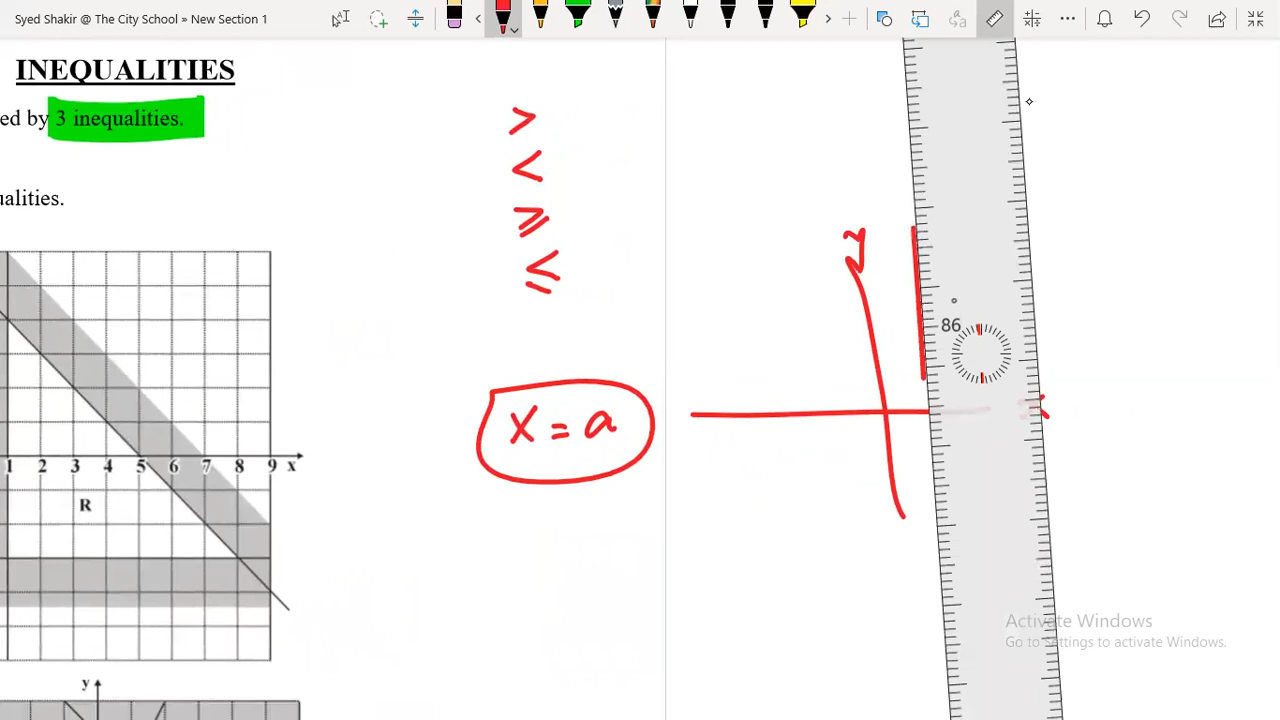 Syed Shakir @ The City School » New Section 1
INEQUALITIES
ed by 3 inequalities.
ualities.
>
<
≥
≤
x = a
y
86°
x
1 2 3 4 5 6 7 8 9 x
R
y
Activate Windows
Go to Settings to activate Windows.